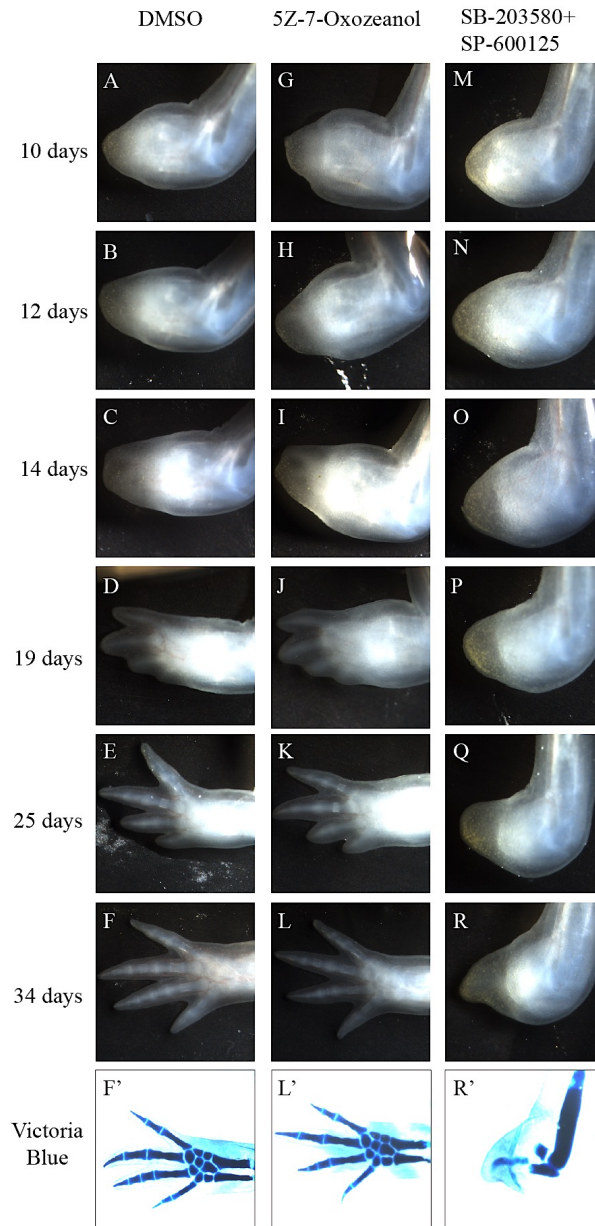 DMSO 5Z-7-Oxozeanol SB-203580+
SP-600125
A G M
10 days
B H N
12 days
C I O
14 days
D J P
19 days
E K Q
25 days
F L R
34 days
F' L' R'
Victoria
Blue